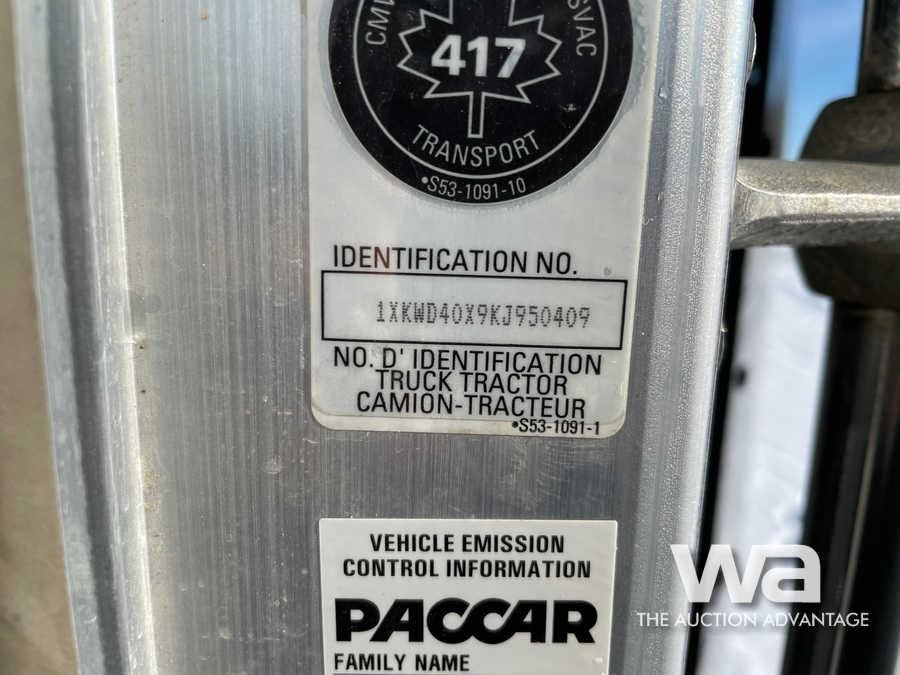 417
SVAC
TRANSPORT
•S53-1091-10
IDENTIFICATION NO.
1XKWD40X9KJ950409
NO. D' IDENTIFICATION
TRUCK TRACTOR
CAMION-TRACTEUR
•S53-1091-1
VEHICLE EMISSION
CONTROL INFORMATION
PACCAR
FAMILY NAME
wa
THE AUCTION ADVANTAGE